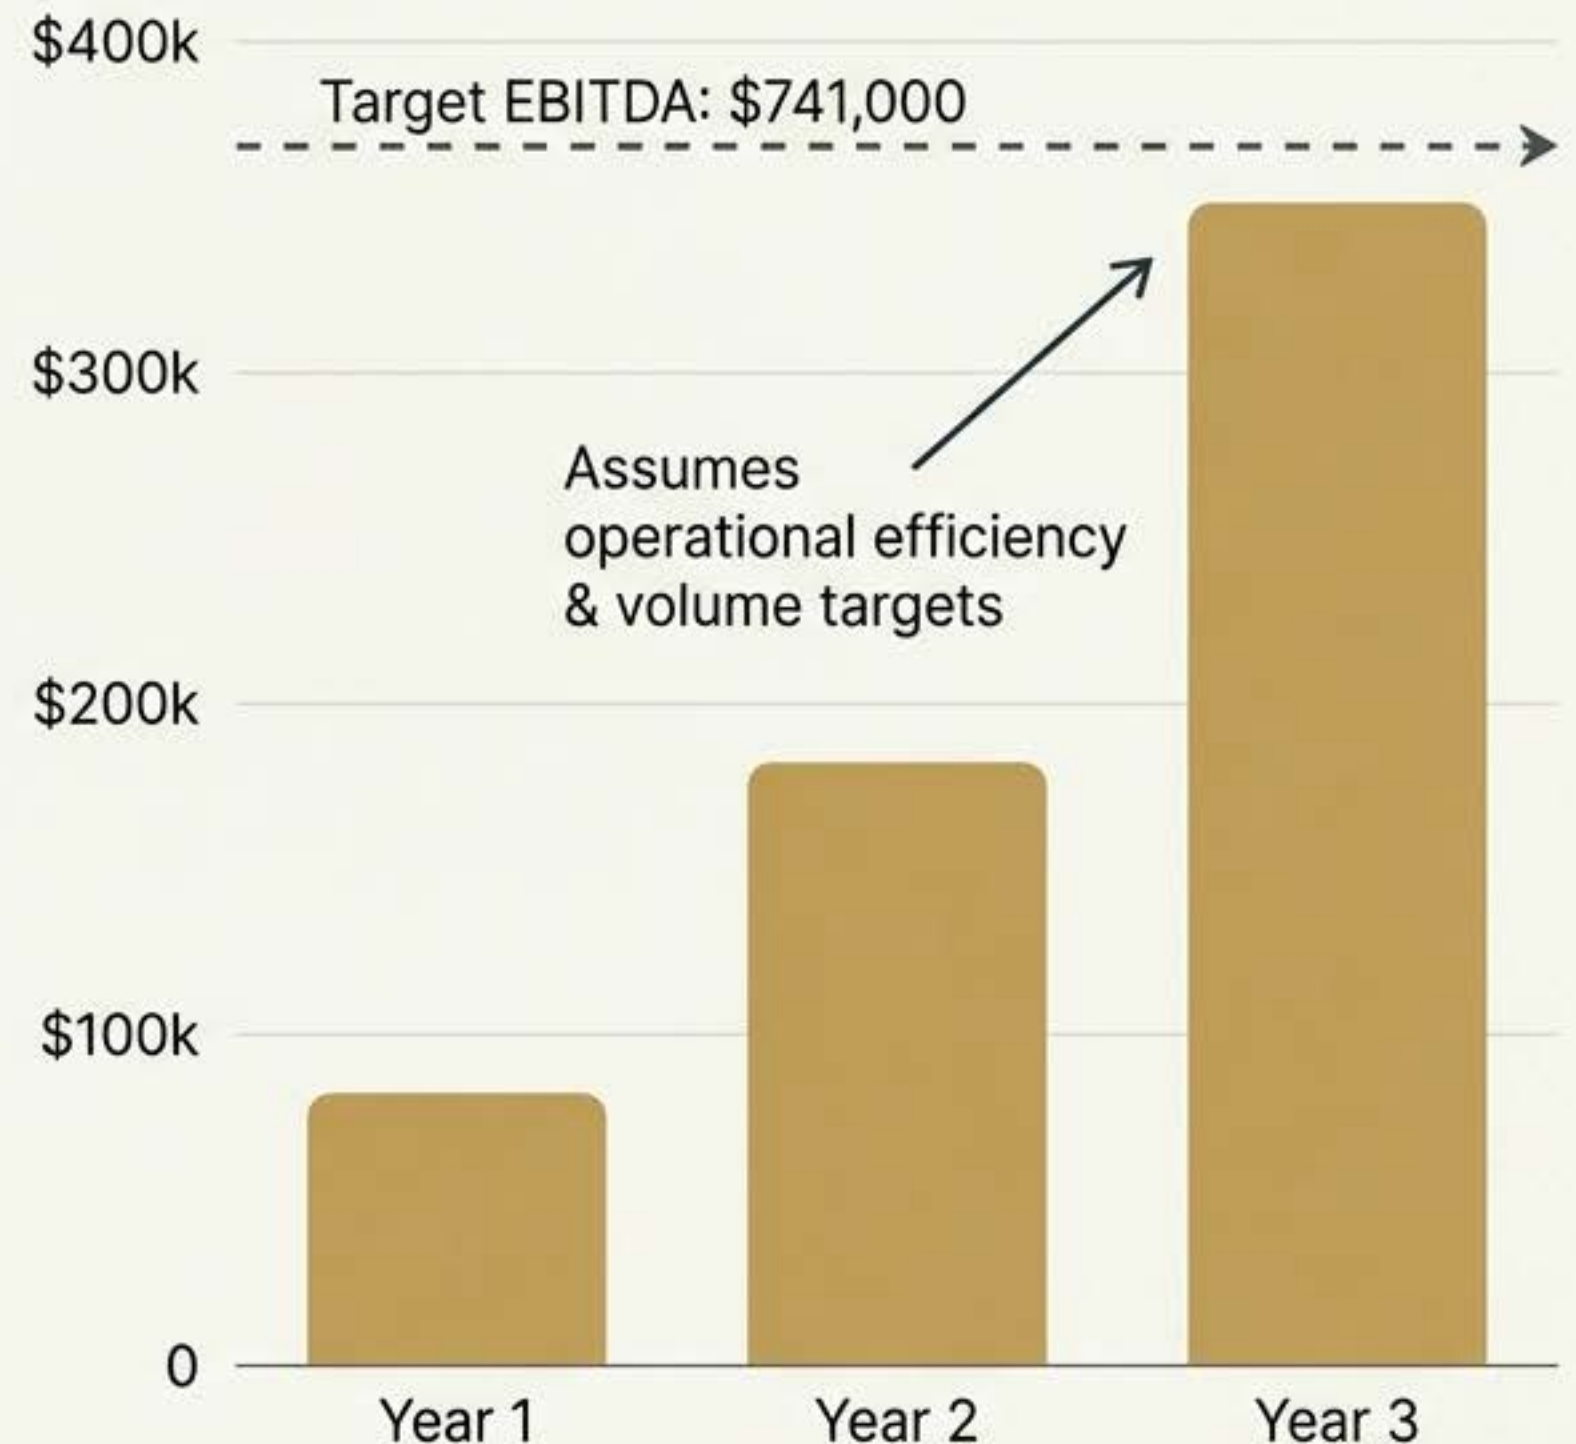 $400k
Target EBITDA: $741,000
$300k
Assumes
operational efficiency
& volume targets
$200k
$100k
0
Year 1 Year 2 Year 3